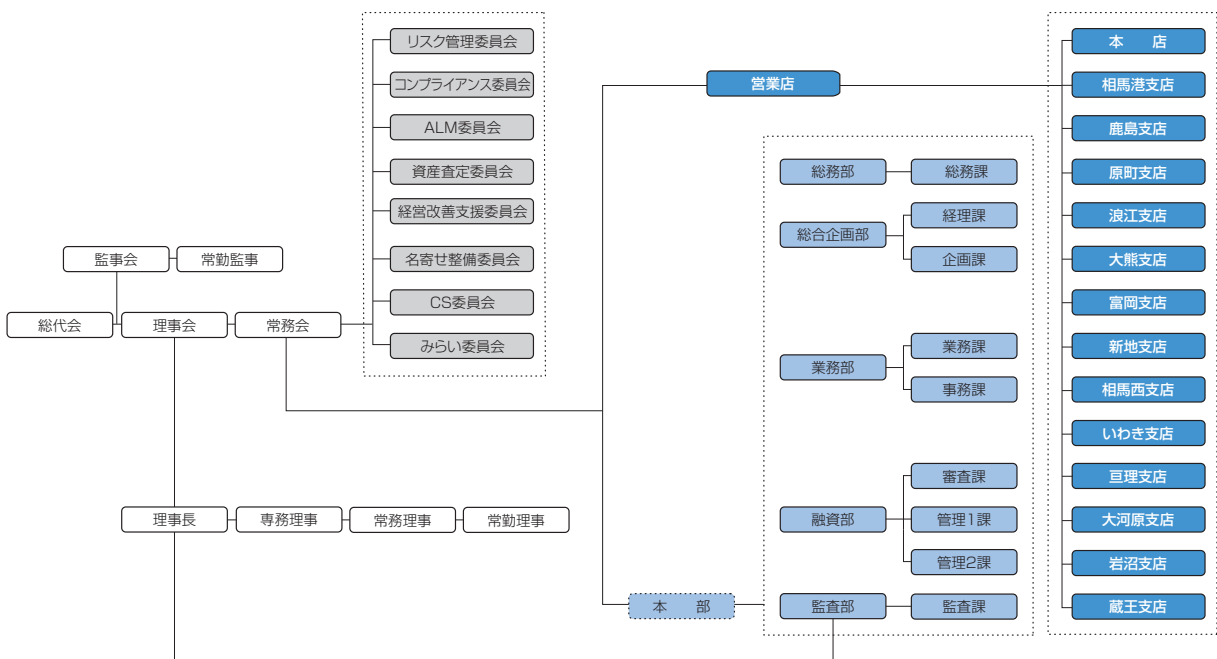 リスク管理委員会
コンプライアンス委員会
ALM委員会
資産査定委員会
経営改善支援委員会
名寄せ整備委員会
CS委員会
みらい委員会
監事会
常勤監事
総代会
理事会
常務会
理事長
専務理事
常務理事
常勤理事
営業店
本　部
総務部
総務課
総合企画部
経理課
企画課
業務部
業務課
事務課
融資部
審査課
管理1課
管理2課
監査部
監査課
本　店
相馬港支店
鹿島支店
原町支店
浪江支店
大熊支店
富岡支店
新地支店
相馬西支店
いわき支店
亘理支店
大河原支店
岩沼支店
蔵王支店